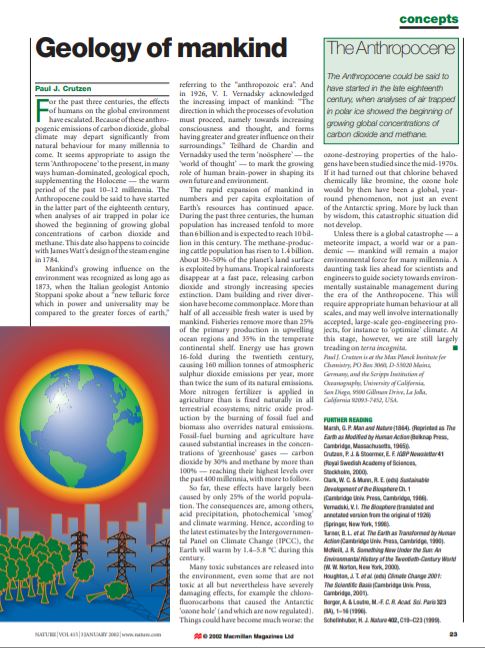 concepts
Geology of mankind
Paul J. Crutzen
For the past three centuries, the effects
of humans on the global environment
have escalated. Because of these anthro-
pogenic emissions of carbon dioxide, global
climate may depart significantly from
natural behaviour for many millennia to
come. It seems appropriate to assign the
term 'Anthropocene' to the present, in many
ways human-dominated, geological epoch,
supplementing the Holocene — the warm
period of the past 10–12 millennia. The
Anthropocene could be said to have started
in the latter part of the eighteenth century,
when analyses of air trapped in polar ice
showed the beginning of growing global
concentrations of carbon dioxide and
methane. This date also happens to coincide
with James Watt's design of the steam engine
in 1784.
Mankind's growing influence on the
environment was recognized as long ago as
1873, when the Italian geologist Antonio
Stoppani spoke about a "new telluric force
which in power and universality may be
compared to the greater forces of earth,"
referring to the "anthropozoic era". And
in 1926, V. I. Vernadsky acknowledged
the increasing impact of mankind: "The
direction in which the processes of evolution
must proceed, namely towards increasing
consciousness and thought, and forms
having greater and greater influence on their
surroundings." Teilhard de Chardin and
Vernadsky used the term 'noösphere' — the
'world of thought' — to mark the growing
role of human brain-power in shaping its
own future and environment.
The rapid expansion of mankind in
numbers and per capita exploitation of
Earth's resources has continued apace.
During the past three centuries, the human
population has increased tenfold to more
than 6 billion and is expected to reach 10 bil-
lion in this century. The methane-produc-
ing cattle population has risen to 1.4 billion.
About 30–50% of the planet's land surface
is exploited by humans. Tropical rainforests
disappear at a fast pace, releasing carbon
dioxide and strongly increasing species
extinction. Dam building and river diver-
sion have become commonplace. More than
half of all accessible fresh water is used by
mankind. Fisheries remove more than 25%
of the primary production in upwelling
ocean regions and 35% in the temperate
continental shelf. Energy use has grown
16-fold during the twentieth century,
causing 160 million tonnes of atmospheric
sulphur dioxide emissions per year, more
than twice the sum of its natural emissions.
More nitrogen fertilizer is applied in
agriculture than is fixed naturally in all
terrestrial ecosystems; nitric oxide prod-
uction by the burning of fossil fuel and
biomass also overrides natural emissions.
Fossil-fuel burning and agriculture have
caused substantial increases in the concen-
trations of 'greenhouse' gases — carbon
dioxide by 30% and methane by more than
100% — reaching their highest levels over
the past 400 millennia, with more to follow.
So far, these effects have largely been
caused by only 25% of the world popula-
tion. The consequences are, among others,
acid precipitation, photochemical 'smog'
and climate warming. Hence, according to
the latest estimates by the Intergovernmen-
tal Panel on Climate Change (IPCC), the
Earth will warm by 1.4–5.8 °C during this
century.
Many toxic substances are released into
the environment, even some that are not
toxic at all but nevertheless have severely
damaging effects, for example the chloro-
fluorocarbons that caused the Antarctic
'ozone hole' (and which are now regulated).
Things could have become much worse: the
The Anthropocene
The Anthropocene could be said to
have started in the late eighteenth
century, when analyses of air trapped
in polar ice showed the beginning of
growing global concentrations of
carbon dioxide and methane.
ozone-destroying properties of the halo-
gens have been studied since the mid-1970s.
If it had turned out that chlorine behaved
chemically like bromine, the ozone hole
would by then have been a global, year-
round phenomenon, not just an event
of the Antarctic spring. More by luck than
by wisdom, this catastrophic situation did
not develop.
Unless there is a global catastrophe — a
meteorite impact, a world war or a pan-
demic — mankind will remain a major
environmental force for many millennia. A
daunting task lies ahead for scientists and
engineers to guide society towards environ-
mentally sustainable management during
the era of the Anthropocene. This will
require appropriate human behaviour at all
scales, and may well involve internationally
accepted, large-scale geo-engineering pro-
jects, for instance to 'optimize' climate. At
this stage, however, we are still largely
treading on terra incognita.
Paul J. Crutzen is at the Max Planck Institute for
Chemistry, PO Box 3060, D-55020 Mainz,
Germany, and the Scripps Institution of
Oceanography, University of California,
San Diego, 9500 Gillman Drive, La Jolla,
California 92093-7452, USA.
FURTHER READING
Marsh, G. P. Man and Nature (1864). (Reprinted as The
Earth as Modified by Human Action (Belknap Press,
Cambridge, Massachusetts, 1965)).
Crutzen, P. J. & Stoermer, E. F. IGBP Newsletter 41
(Royal Swedish Academy of Sciences,
Stockholm, 2000).
Clark, W. C. & Munn, R. E. (eds) Sustainable
Development of the Biosphere Ch. 1
(Cambridge Univ. Press, Cambridge, 1986).
Vernadski, V. I. The Biosphere (translated and
annotated version from the original of 1926)
(Springer, New York, 1998).
Turner, B. L. et al. The Earth as Transformed by Human
Action (Cambridge Univ. Press, Cambridge, 1990).
McNeill, J. R. Something New Under the Sun: An
Environmental History of the Twentieth-Century World
(W. W. Norton, New York, 2000).
Houghton, J. T. et al. (eds) Climate Change 2001:
The Scientific Basis (Cambridge Univ. Press,
Cambridge, 2001).
Berger, A. & Loutre, M.-F. C. R. Acad. Sci. Paris 323
(IIA), 1–16 (1996).
Schellnhuber, H. J. Nature 402, C19–C23 (1999).
NATURE | VOL 415 | 3 JANUARY 2002 | www.nature.com
© 2002 Macmillan Magazines Ltd
23